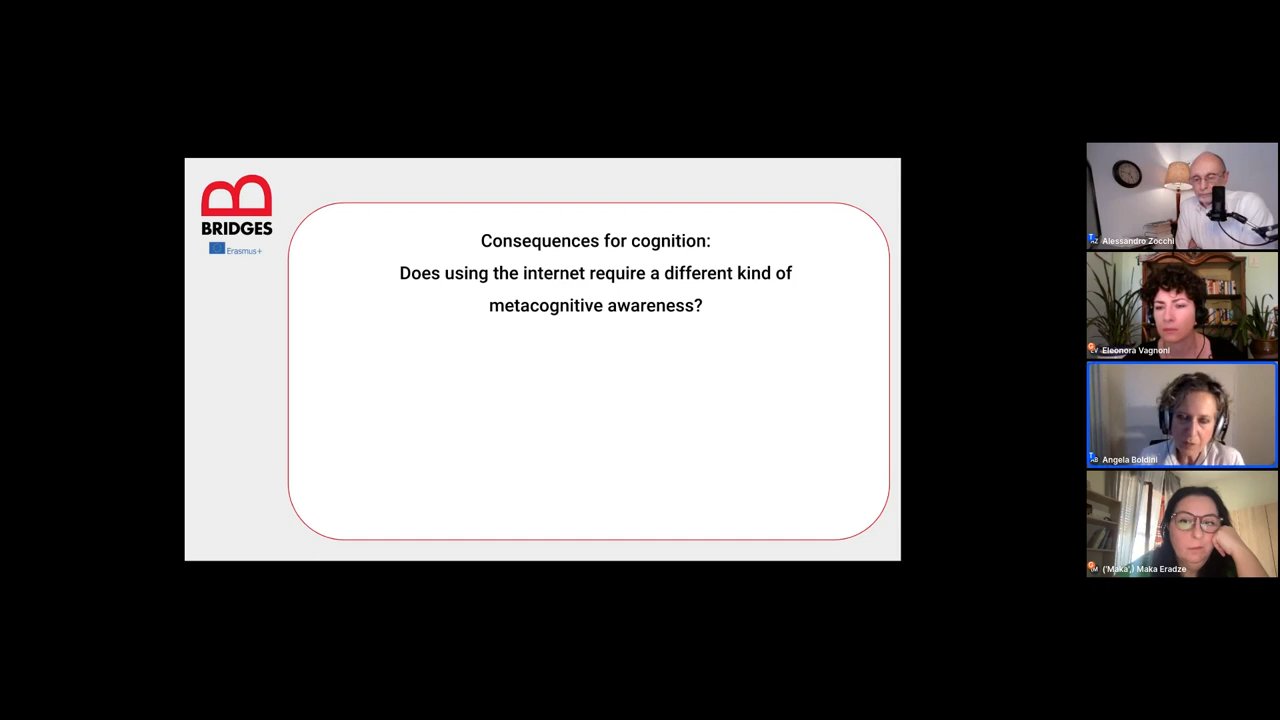 BRIDGES
Erasmus+
Consequences for cognition:
Does using the internet require a different kind of
metacognitive awareness?
Alessandro Zocchi
Eleonora Vagnoni
Angela Boldini
('Maka',) Maka Eradze